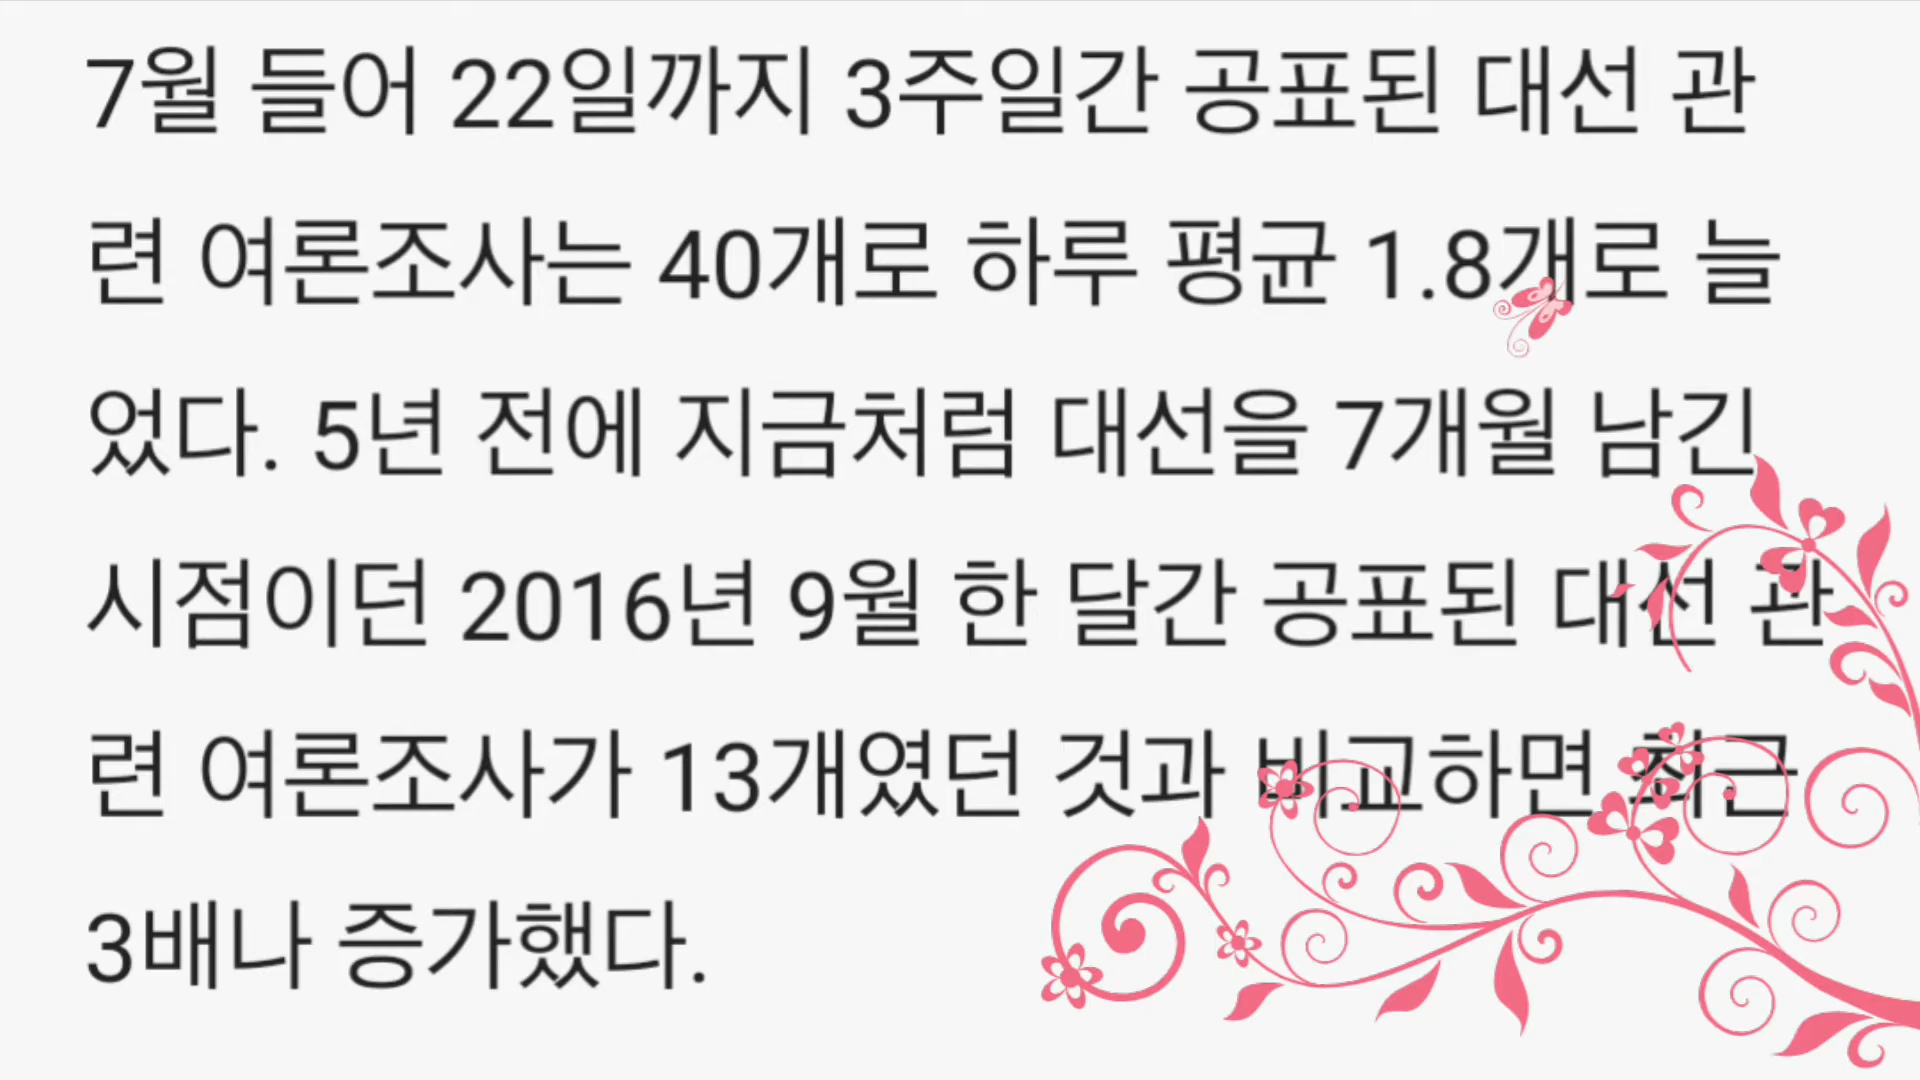 7월 들어 22일까지 3주일간 공표된 대선 관
련 여론조사는 40개로 하루 평균 1.8개로 늘
었다. 5년 전에 지금처럼 대선을 7개월 남긴
시점이던 2016년 9월 한 달간 공표된 대선 관
련 여론조사가 13개였던 것과 비교하면 최근
3배나 증가했다.